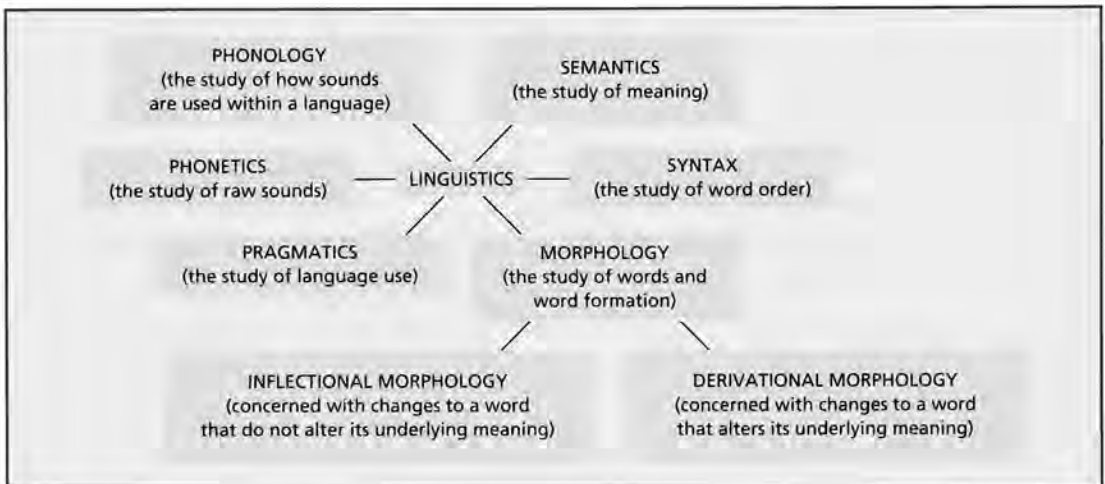 PHONOLOGY
(the study of how sounds
are used within a language)
SEMANTICS
(the study of meaning)
PHONETICS
(the study of raw sounds)
LINGUISTICS
SYNTAX
(the study of word order)
PRAGMATICS
(the study of language use)
MORPHOLOGY
(the study of words and
word formation)
INFLECTIONAL MORPHOLOGY
(concerned with changes to a word
that do not alter its underlying meaning)
DERIVATIONAL MORPHOLOGY
(concerned with changes to a word
that alters its underlying meaning)